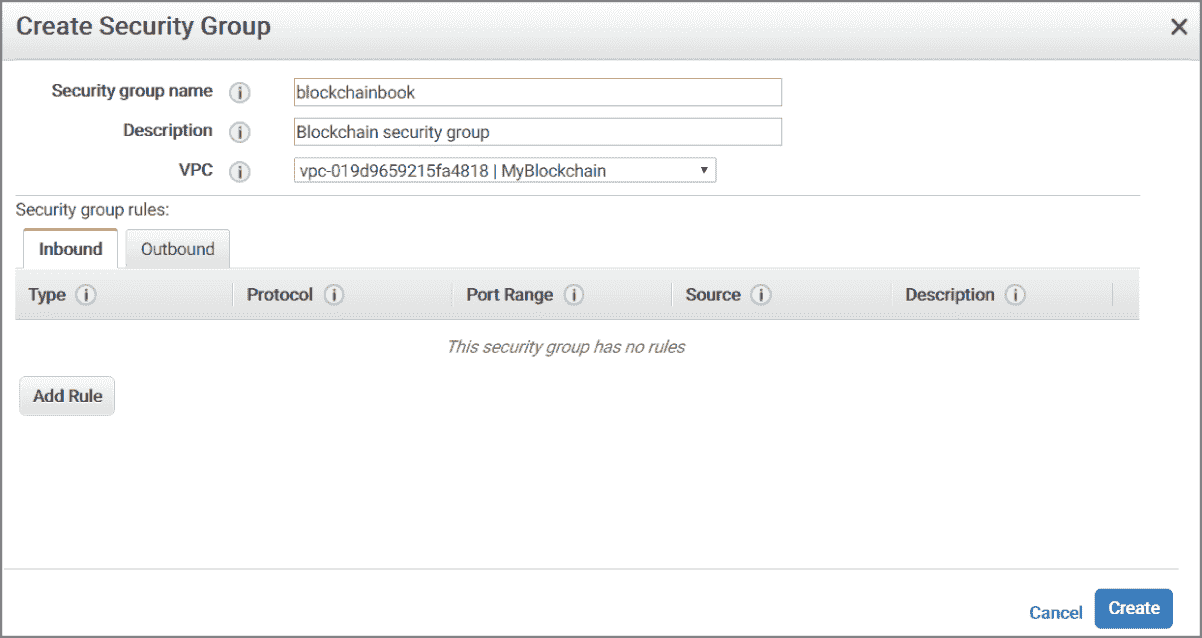 Create Security Group
Security group name blockchainbook
Description Blockchain security group
VPC vpc-019d9659215fa4818 | MyBlockchain
Security group rules:
Inbound Outbound
Type Protocol Port Range Source Description
This security group has no rules
Add Rule
Cancel Create